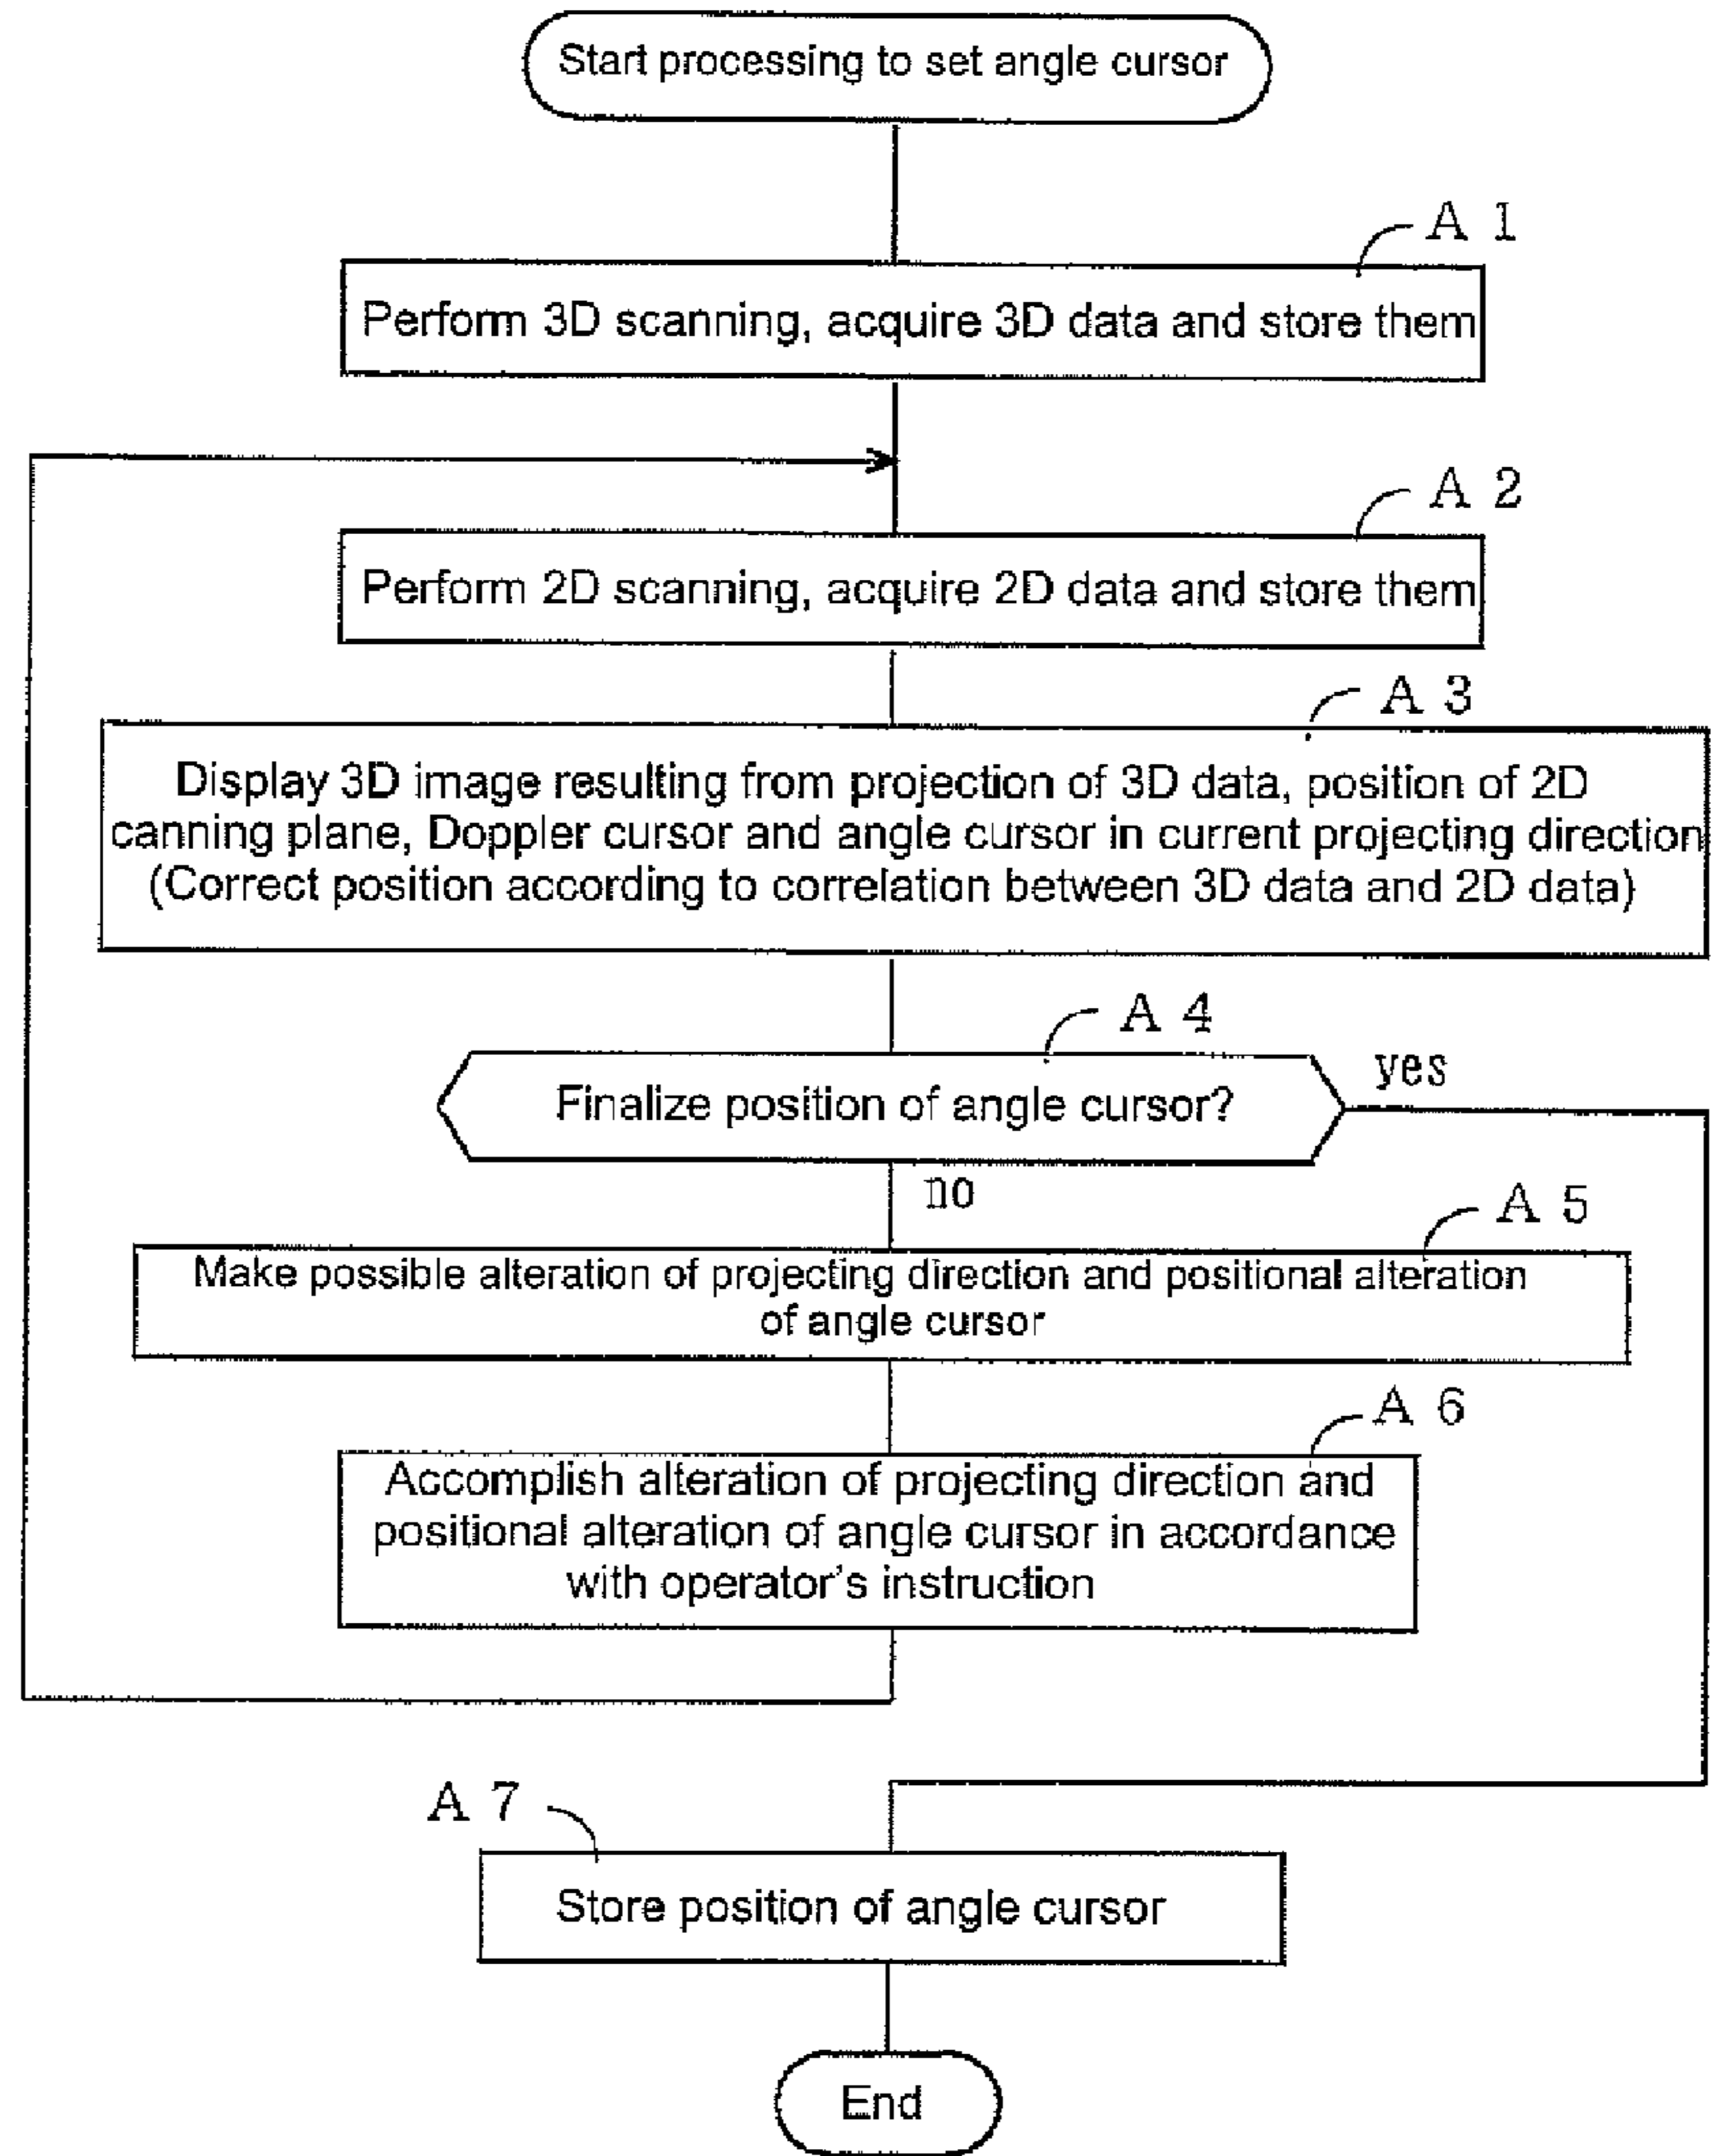 Start processing to set angle cursor
A 1
Perform 3D scanning, acquire 3D data and store them
A 2
Perform 2D scanning, acquire 2D data and store them
A 3
Display 3D image resulting from projection of 3D data, position of 2D
canning plane, Doppler cursor and angle cursor in current projecting direction
(Correct position according to correlation between 3D data and 2D data)
A 4
Finalize position of angle cursor?
yes
no
A 5
Make possible alteration of projecting direction and positional alteration
of angle cursor
A 6
Accomplish alteration of projecting direction and
positional alteration of angle cursor in accordance
with operator's instruction
A 7
Store position of angle cursor
End